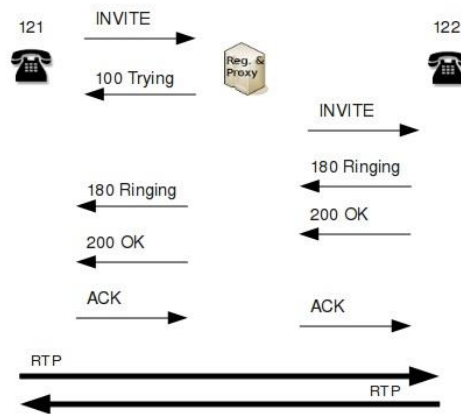 121
INVITE
122
Reg. &
Proxy
100 Trying
INVITE
180 Ringing
180 Ringing
200 OK
200 OK
ACK
ACK
RTP
RTP